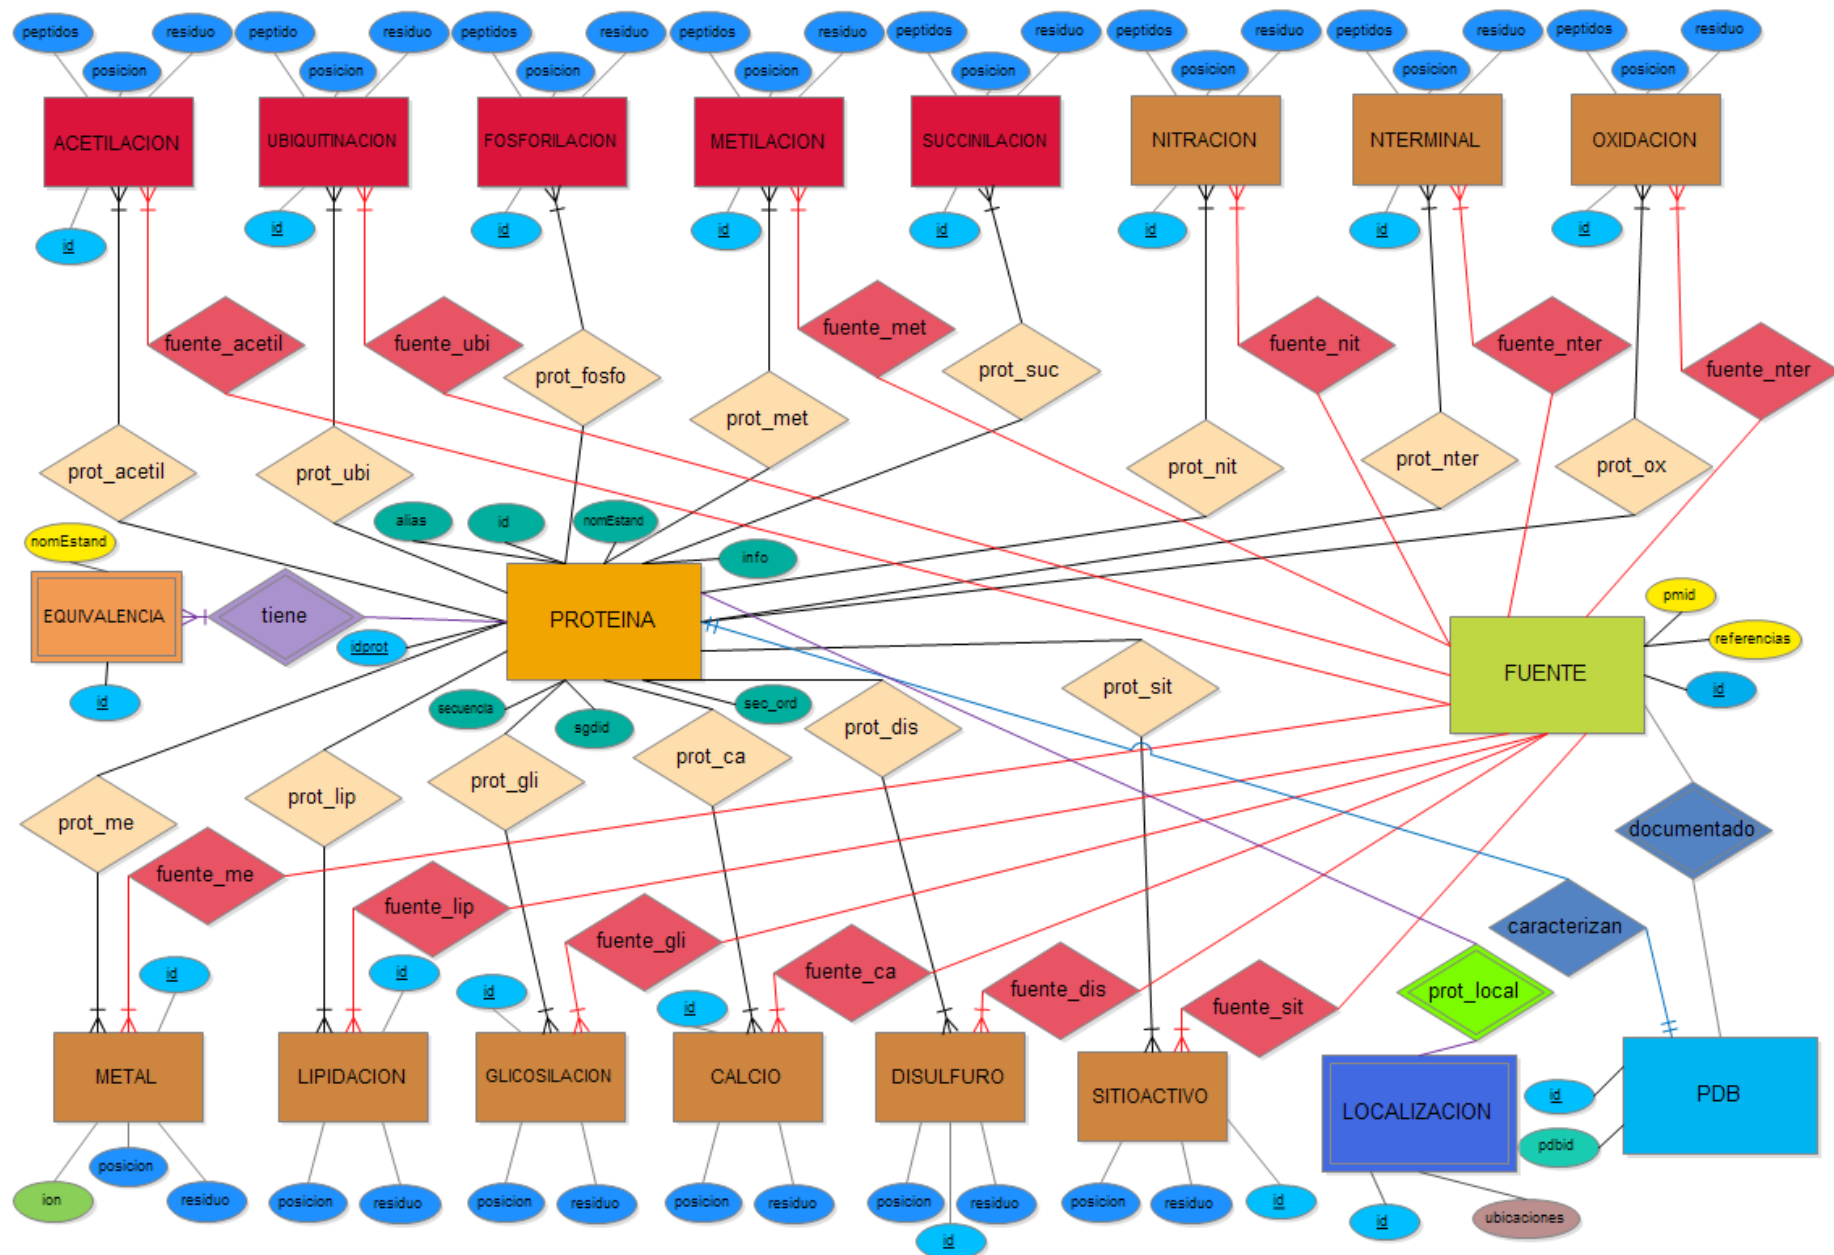 peptidos
residuo
peptido
residuo
peptidos
residuo
peptidos
residuo
peptidos
residuo
peptidos
residuo
peptidos
residuo
peptidos
residuo
posicion
posicion
posicion
posicion
posicion
posicion
posicion
posicion
ACETILACION
UBIQUITINACION
FOSFORILACION
METILACION
SUCCINILACION
NITRACION
NTERMINAL
OXIDACION
id
id
id
id
id
id
id
id
fuente_acetil
fuente_ubi
fuente_met
fuente_nit
fuente_nter
fuente_nter
prot_fosfo
prot_suc
prot_met
prot_acetil
prot_ubi
prot_nit
prot_nter
prot_ox
alias
id
nomEstand
info
nomEstand
EQUIVALENCIA
tiene
PROTEINA
idprot
id
pmid
referencias
FUENTE
id
secuencia
sgdid
sec_ord
prot_sit
prot_dis
prot_ca
prot_gli
prot_lip
prot_me
documentado
fuente_me
fuente_lip
fuente_gli
fuente_ca
fuente_dis
fuente_sit
caracterizan
prot_local
id
id
id
id
METAL
LIPIDACION
GLICOSILACION
CALCIO
DISULFURO
SITIOACTIVO
LOCALIZACION
PDB
id
pdbid
ion
posicion
residuo
posicion
residuo
posicion
residuo
posicion
residuo
posicion
residuo
id
posicion
residuo
id
id
ubicaciones